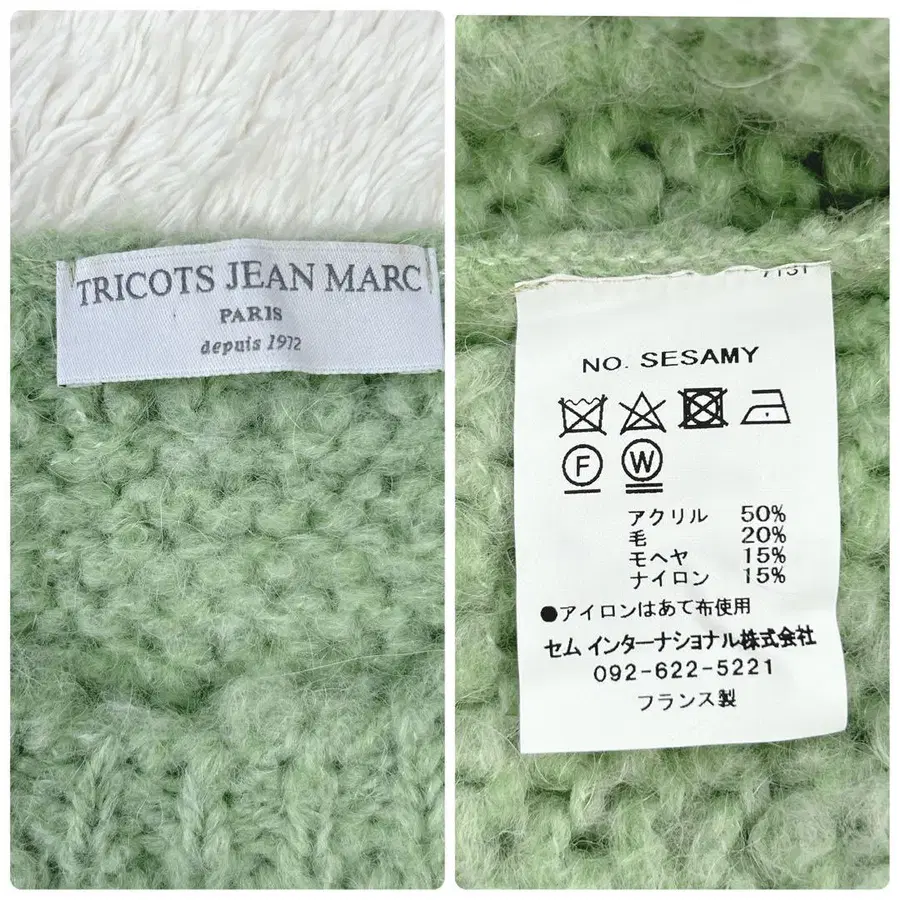 TRICOTS JEAN MARC
PARIS
depuis 1972
NO. SESAMY
F W
アクリル 50%
毛 20%
モヘヤ 15%
ナイロン 15%
●アイロンはあて布使用
セム インターナショナル株式会社
092-622-5221
フランス製